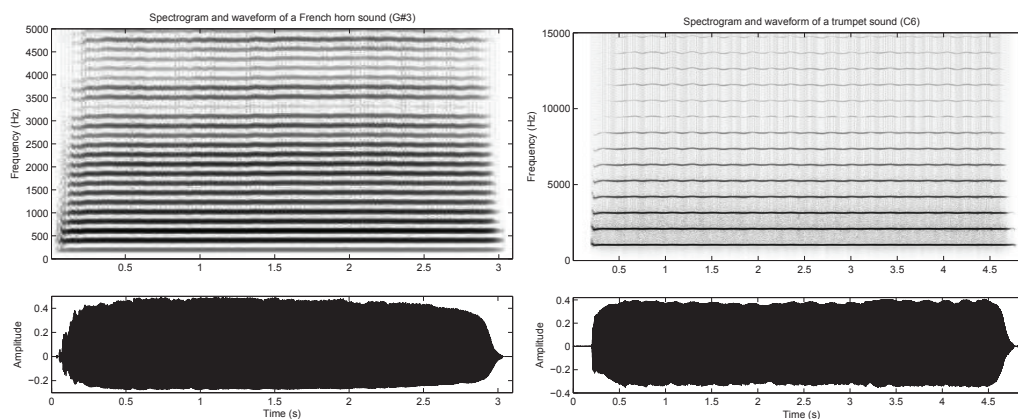 Spectrogram and waveform of a French horn sound (G#3)
5000
4500
4000
3500
3000
2500
2000
1500
1000
500
0
Frequency (Hz)
0.5 1 1.5 2 2.5 3
0.4
0.2
0
−0.2
Amplitude
0 0.5 1 1.5 2 2.5 3
Time (s)
Spectrogram and waveform of a trumpet sound (C6)
15000
10000
5000
0
Frequency (Hz)
0.5 1 1.5 2 2.5 3 3.5 4 4.5
0.4
0.2
0
−0.2
−0.4
Amplitude
0 0.5 1 1.5 2 2.5 3 3.5 4 4.5
Time (s)